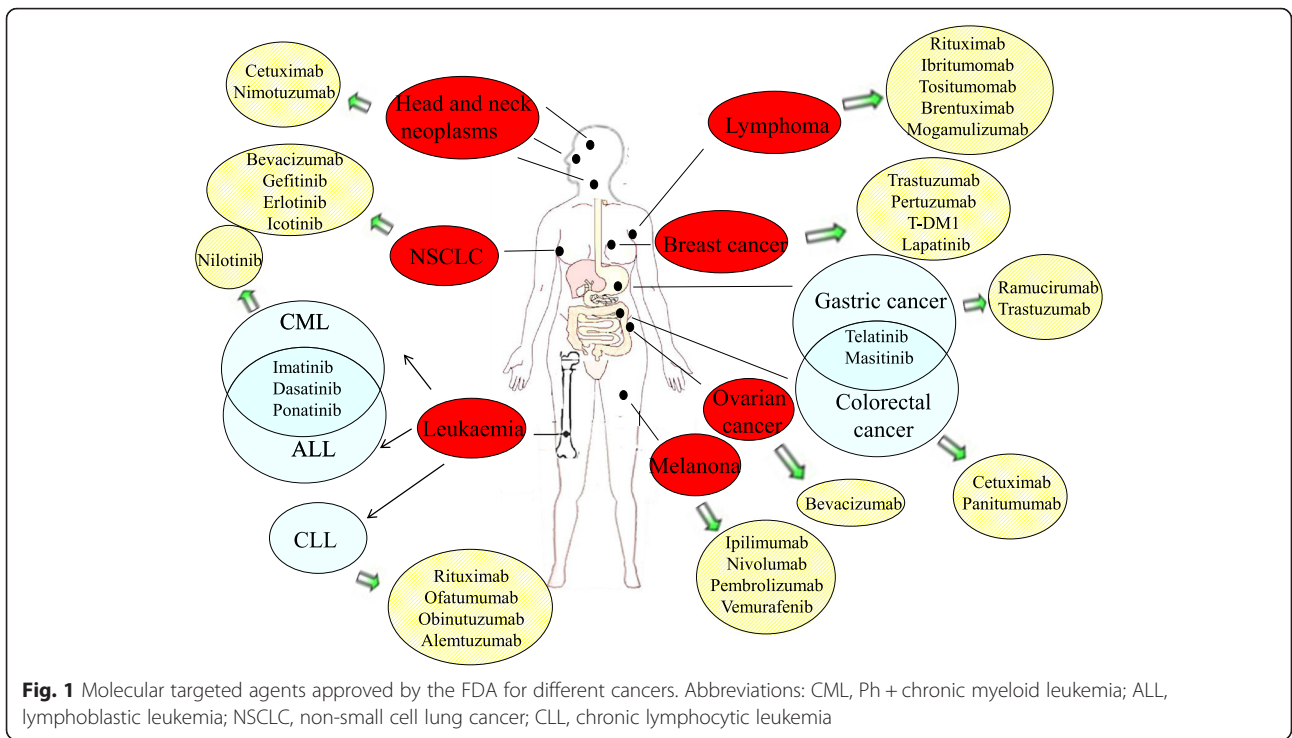 Cetuximab
Nimotuzumab
Head and neck
neoplasms
Bevacizumab
Gefitinib
Erlotinib
Icotinib
NSCLC
Nilotinib
CML
Imatinib
Dasatinib
Ponatinib
ALL
Leukaemia
CLL
Rituximab
Ofatumumab
Obinutuzumab
Alemtuzumab
Lymphoma
Rituximab
Ibritumomab
Tositumomab
Brentuximab
Mogamulizumab
Breast cancer
Trastuzumab
Pertuzumab
T-DM1
Lapatinib
Gastric cancer
Telatinib
Masitinib
Colorectal
cancer
Ramucirumab
Trastuzumab
Cetuximab
Panitumumab
Ovarian
cancer
Bevacizumab
Melanona
Ipilimumab
Nivolumab
Pembrolizumab
Vemurafenib
Fig. 1 Molecular targeted agents approved by the FDA for different cancers. Abbreviations: CML, Ph + chronic myeloid leukemia; ALL,
lymphoblastic leukemia; NSCLC, non-small cell lung cancer; CLL, chronic lymphocytic leukemia